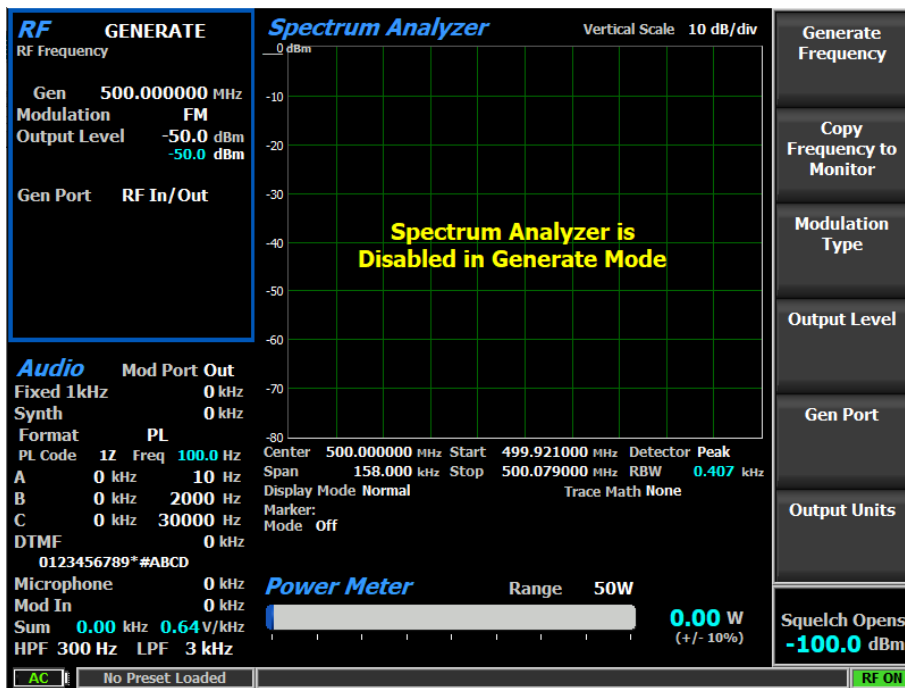 RF GENERATE
RF Frequency
Gen 500.000000 MHz
Modulation FM
Output Level -50.0 dBm
-50.0 dBm
Gen Port RF In/Out
Spectrum Analyzer Vertical Scale 10 dB/div
0 dBm
-10
-20
-30
-40
-50
-60
-70
-80
Spectrum Analyzer is
Disabled in Generate Mode
Center 500.000000 MHz Start 499.921000 MHz Detector Peak
Span 158.000 kHz Stop 500.079000 MHz RBW 0.407 kHz
Display Mode Normal Trace Math None
Marker:
Mode Off
Audio Mod Port Out
Fixed 1kHz 0 kHz
Synth 0 kHz
Format PL
PL Code 1Z Freq 100.0 Hz
A 0 kHz 10 Hz
B 0 kHz 2000 Hz
C 0 kHz 30000 Hz
DTMF 0 kHz
0123456789*#ABCD
Microphone 0 kHz
Mod In 0 kHz
Sum 0.00 kHz 0.64 V/kHz
HPF 300 Hz LPF 3 kHz
Power Meter Range 50W
0.00 W
(+/- 10%)
Generate
Frequency
Copy
Frequency to
Monitor
Modulation
Type
Output Level
Gen Port
Output Units
Squelch Opens
-100.0 dBm
AC No Preset Loaded RF ON